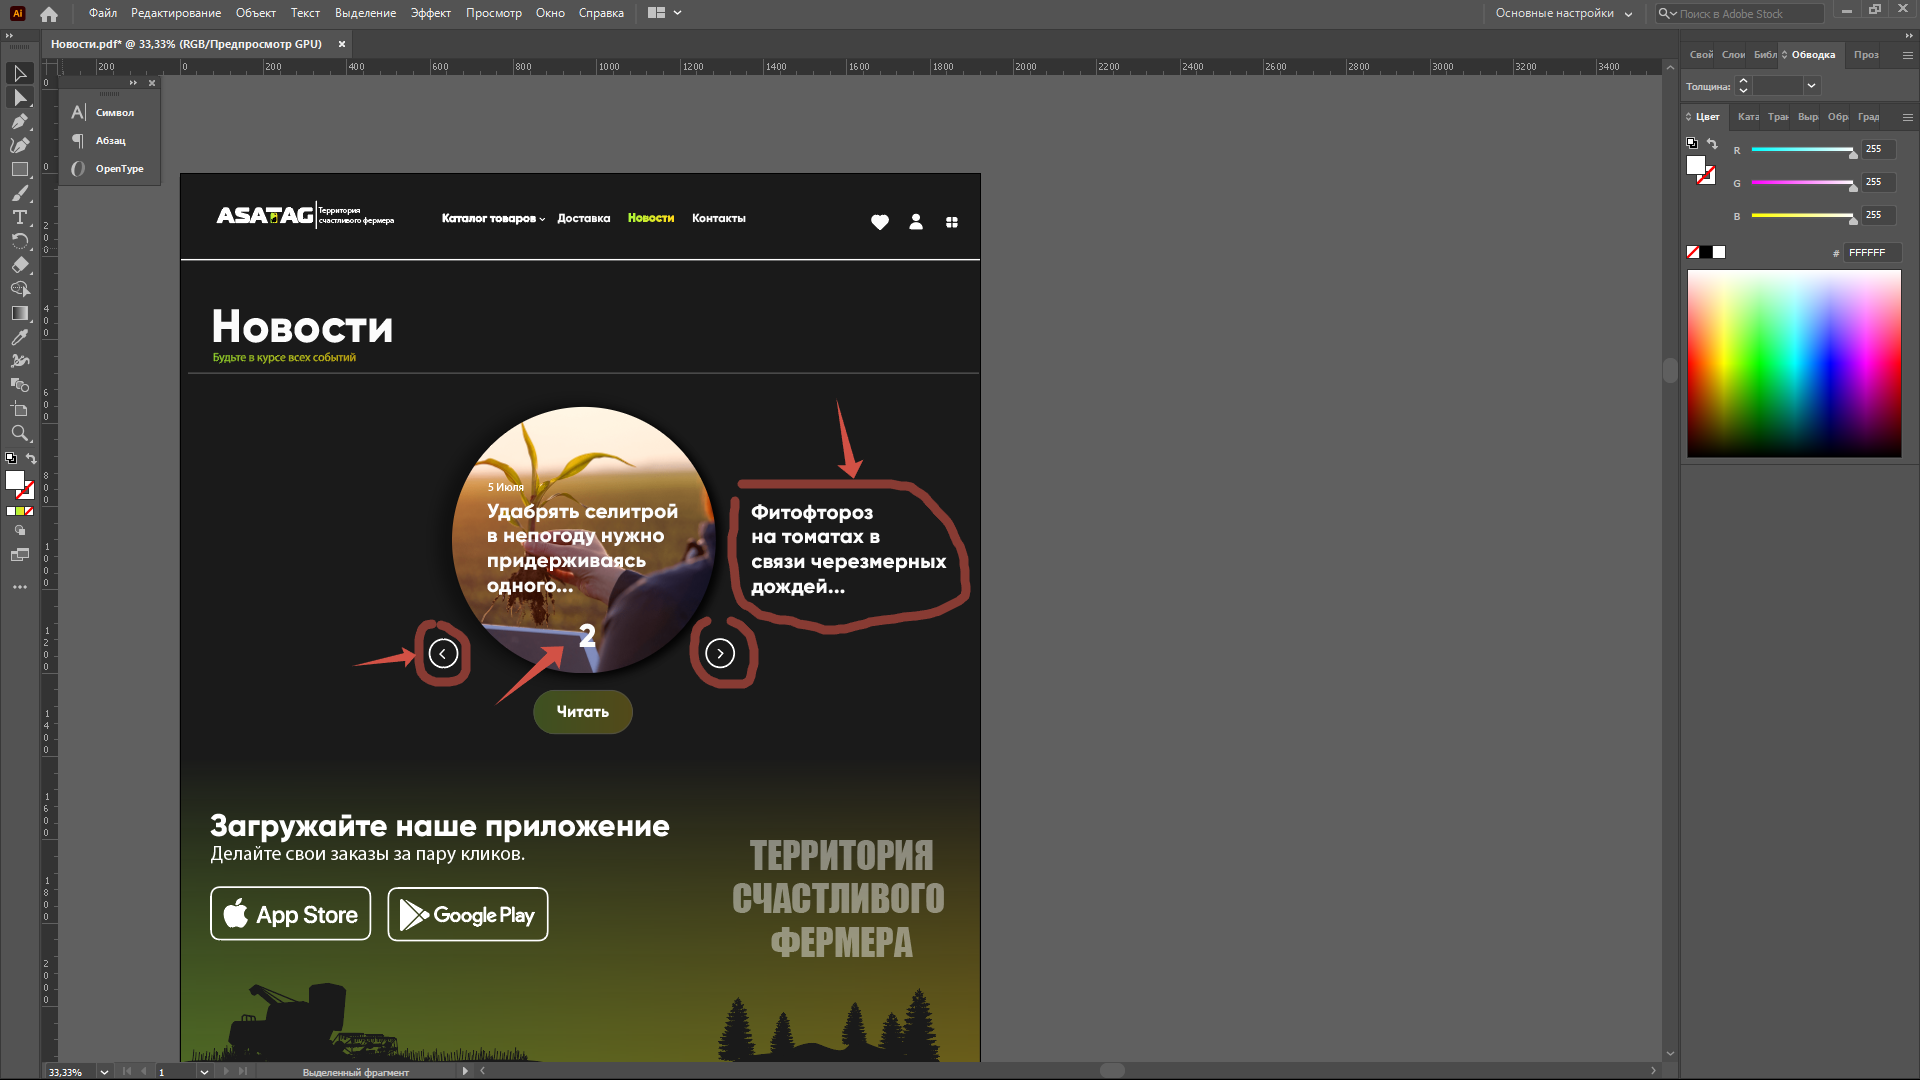 Ai
Файл Редактирование Объект Текст Выделение Эффект Просмотр Окно Справка
Основные настройки
Поиск в Adobe Stock
Новости.pdf* @ 33,33% (RGB/Предпросмотр GPU)
200 0 200 400 600 800 1000 1200 1400 1600 1800 2000 2200 2400 2600 2800 3000 3200 3400
Символ
Абзац
OpenType
Свой Слои Библ Обводка Проз
Толщина:
Цвет Ката Тран Выр Обр Град
R 255
G 255
B 255
# FFFFFF
ASATAG
Территория
счастливого фермера
Каталог товаров Доставка Новости Контакты
Новости
Будьте в курсе всех событий
5 Июля
Удабрять селитрой
в непогоду нужно
придерживаясь
одного...
2
Фитофтороз
на томатах в
связи черезмерных
дождей...
Читать
Загружайте наше приложение
Делайте свои заказы за пару кликов.
App Store
Google Play
ТЕРРИТОРИЯ
СЧАСТЛИВОГО
ФЕРМЕРА
33,33% 1 Выделенный фрагмент